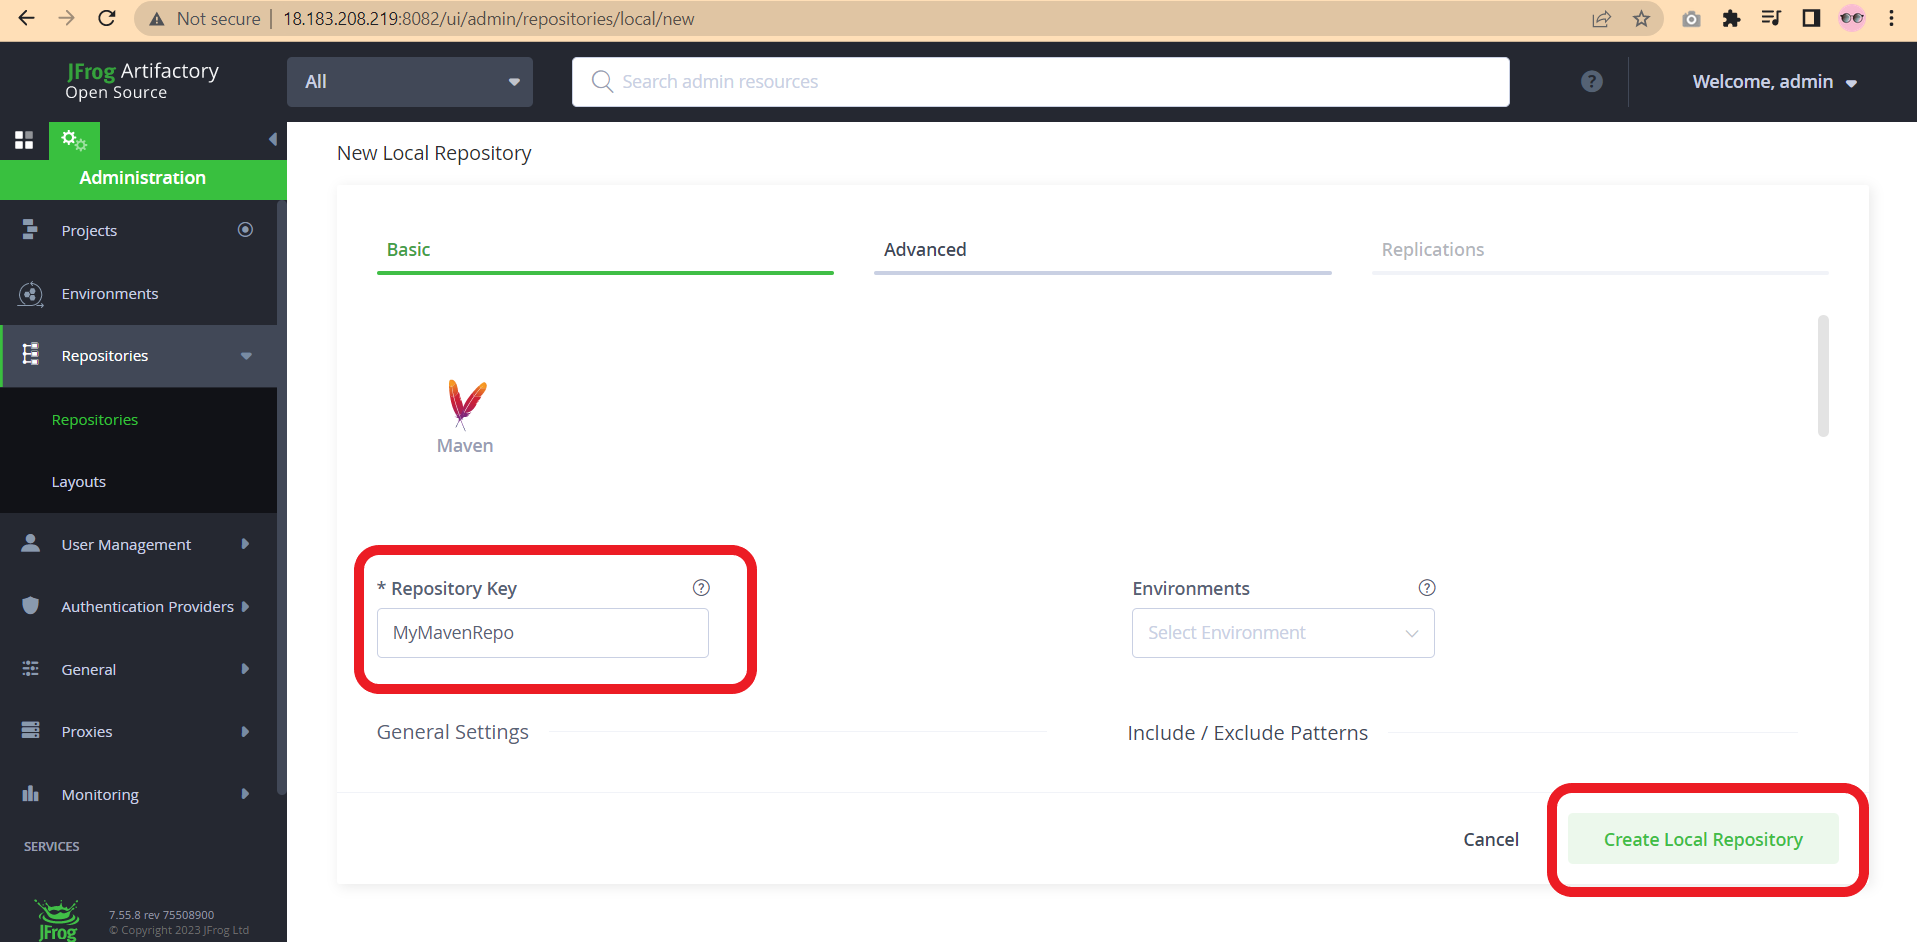 Not secure | 18.183.208.219:8082/ui/admin/repositories/local/new
JFrog Artifactory
Open Source
All
Search admin resources
?
Welcome, admin
Administration
Projects
Environments
Repositories
Repositories
Layouts
User Management
Authentication Providers
General
Proxies
Monitoring
SERVICES
JFrog
7.55.8 rev 75508900
© Copyright 2023 JFrog Ltd
New Local Repository
Basic
Advanced
Replications
Maven
* Repository Key ?
MyMavenRepo
Environments ?
Select Environment
General Settings
Include / Exclude Patterns
Cancel
Create Local Repository